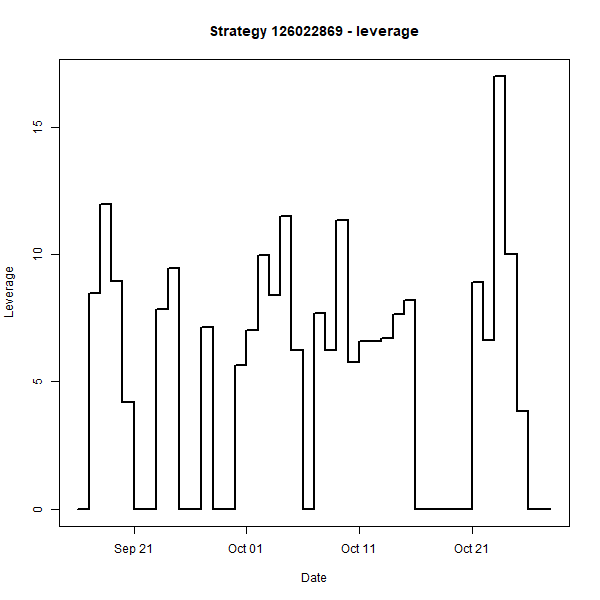 Strategy 126022869 - leverage
Leverage
15
10
5
0
Sep 21 Oct 01 Oct 11 Oct 21
Date